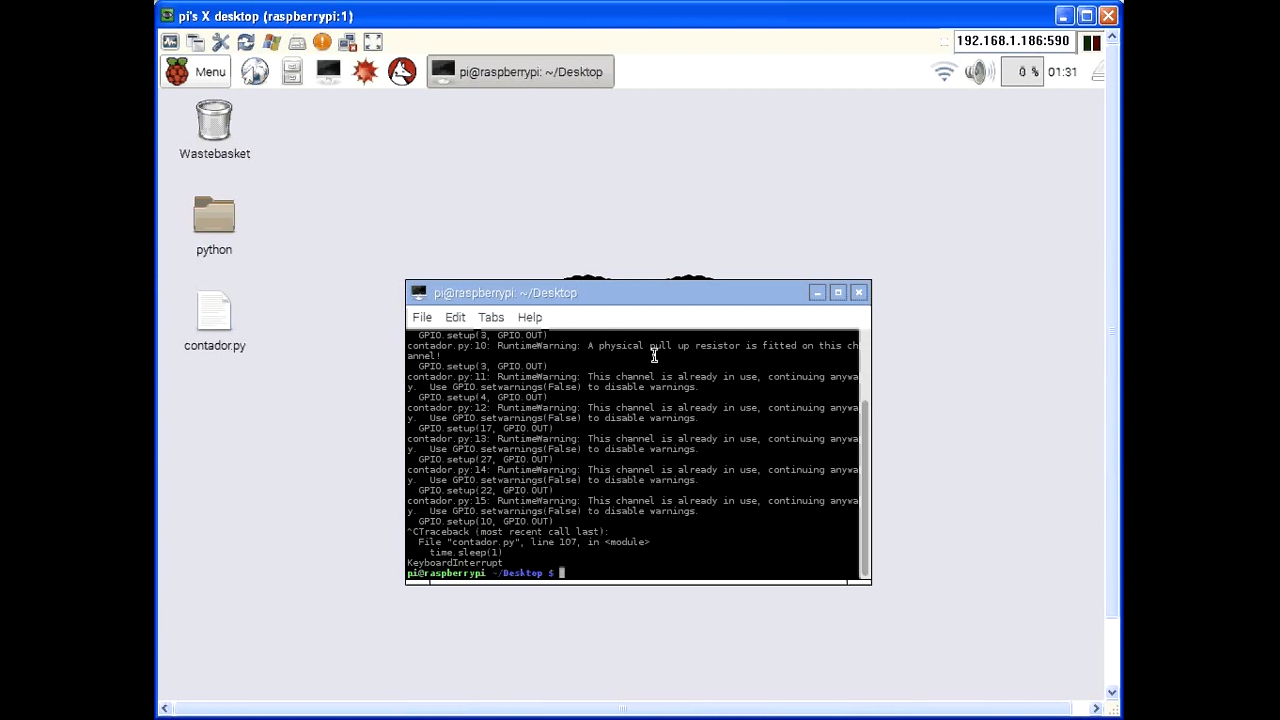 pi's X desktop (raspberrypi:1)
192.168.1.186:590
Menu
pi@raspberrypi: ~/Desktop
0 %
01:31
Wastebasket
python
contador.py
pi@raspberrypi: ~/Desktop
File Edit Tabs Help
GPIO.setup(3, GPIO.OUT)
contador.py:10: RuntimeWarning: A physical pull up resistor is fitted on this ch
annel!
GPIO.setup(3, GPIO.OUT)
contador.py:11: RuntimeWarning: This channel is already in use, continuing anywa
y.  Use GPIO.setwarnings(False) to disable warnings.
GPIO.setup(4, GPIO.OUT)
contador.py:12: RuntimeWarning: This channel is already in use, continuing anywa
y.  Use GPIO.setwarnings(False) to disable warnings.
GPIO.setup(17, GPIO.OUT)
contador.py:13: RuntimeWarning: This channel is already in use, continuing anywa
y.  Use GPIO.setwarnings(False) to disable warnings.
GPIO.setup(27, GPIO.OUT)
contador.py:14: RuntimeWarning: This channel is already in use, continuing anywa
y.  Use GPIO.setwarnings(False) to disable warnings.
GPIO.setup(22, GPIO.OUT)
contador.py:15: RuntimeWarning: This channel is already in use, continuing anywa
y.  Use GPIO.setwarnings(False) to disable warnings.
GPIO.setup(10, GPIO.OUT)
^CTraceback (most recent call last):
File "contador.py", line 107, in <module>
time.sleep(1)
KeyboardInterrupt
pi@raspberrypi ~/Desktop $